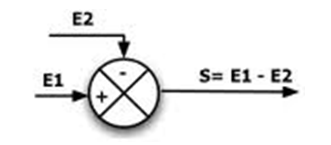 E2
-
E1
+
S= E1 - E2